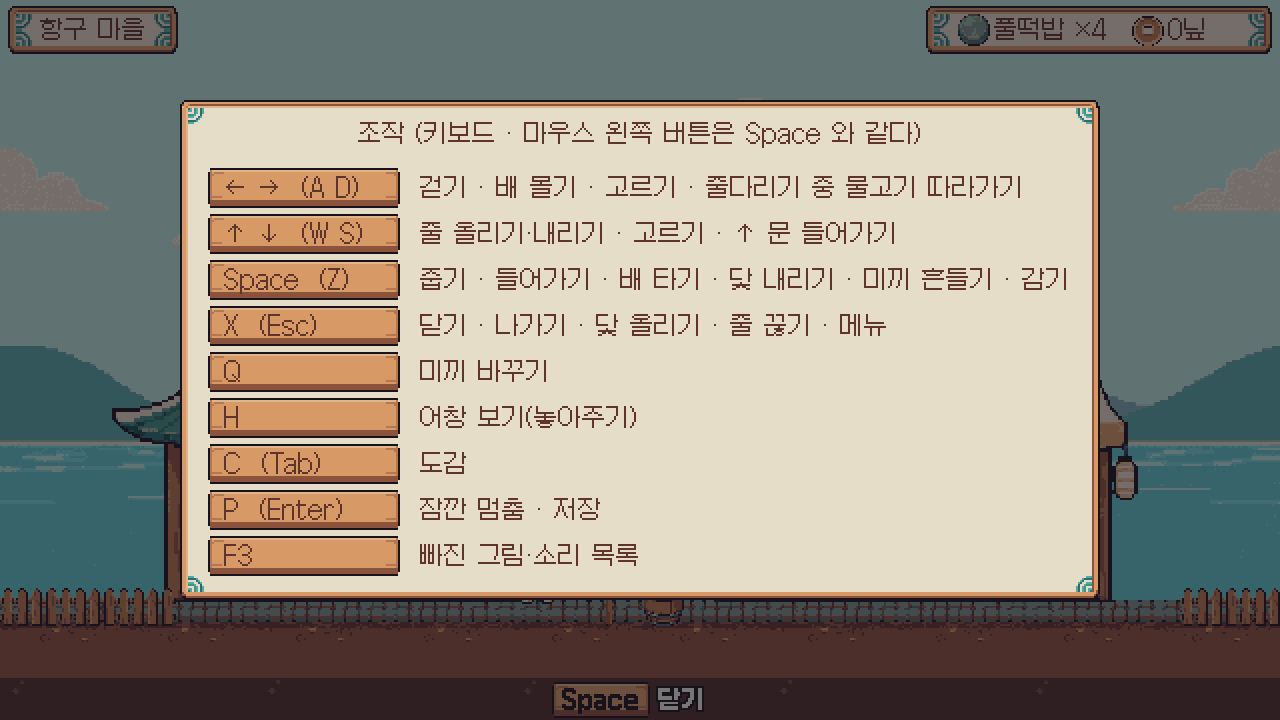 항구 마을
풀떡밥 ×4 0닢
조작 (키보드 · 마우스 왼쪽 버튼은 Space 와 같다)
← → (A D) 걷기 · 배 몰기 · 고르기 · 줄다리기 중 물고기 따라가기
↑ ↓ (W S) 줄 올리기·내리기 · 고르기 · ↑ 문 들어가기
Space (Z) 줍기 · 들어가기 · 배 타기 · 닻 내리기 · 미끼 흔들기 · 감기
X (Esc) 닫기 · 나가기 · 닻 올리기 · 줄 끊기 · 메뉴
Q 미끼 바꾸기
H 어창 보기(놓아주기)
C (Tab) 도감
P (Enter) 잠깐 멈춤 · 저장
F3 빠진 그림·소리 목록
Space 닫기